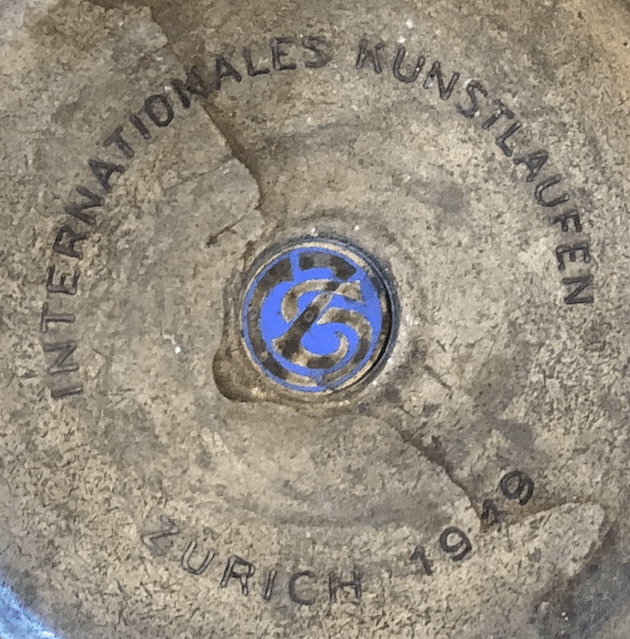 INTERNATIONALES KUNSTLAUFEN
ZÜRICH 1949